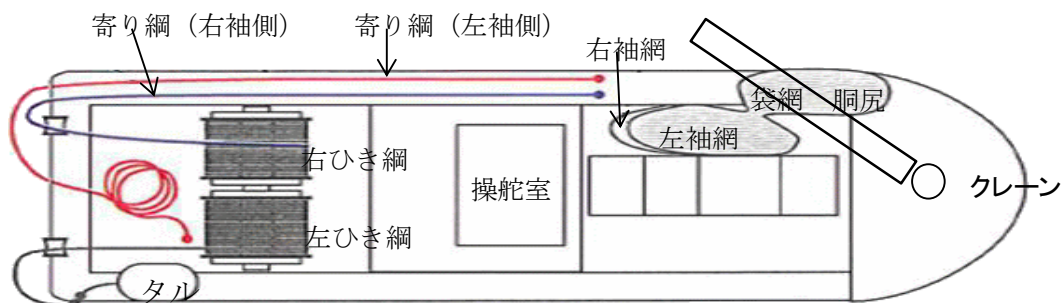 寄り綱（右袖側）
寄り綱（左袖側）
右袖網
袋網
胴尻
左袖網
右ひき綱
操舵室
クレーン
左ひき綱
タル